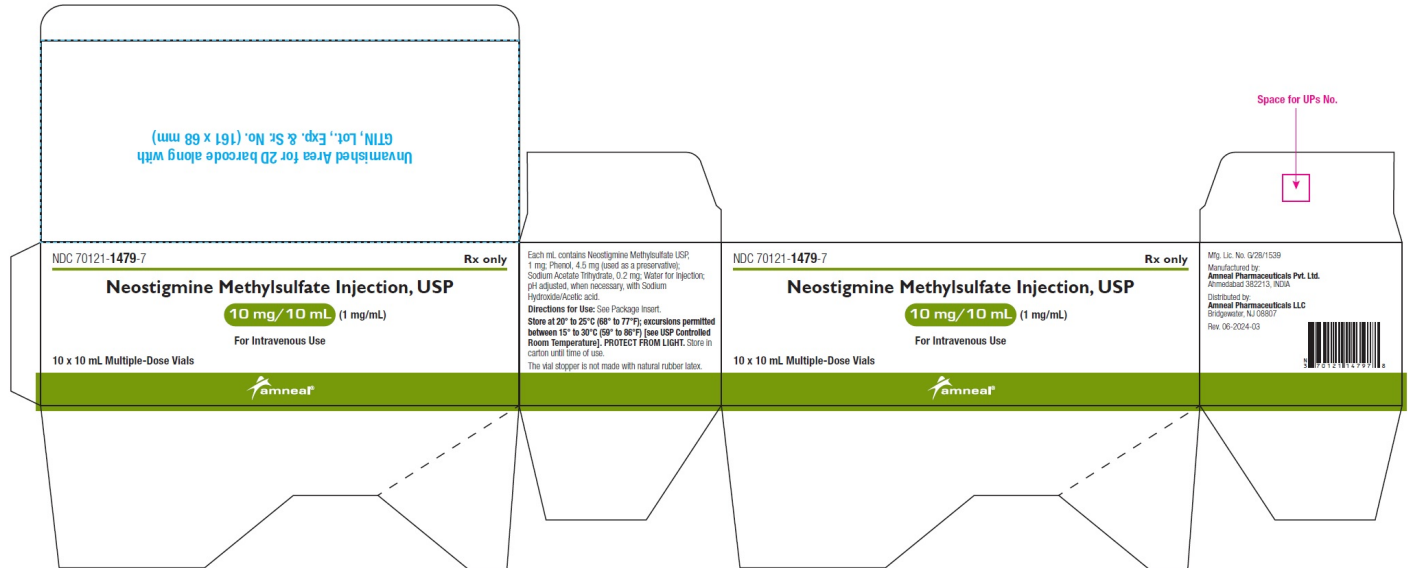 Unvarnished Area for 2D barcode along with
GTIN, Lot., Exp. & Sr. No. (161 x 68 mm)
Space for UPs No.
NDC 70121-1479-7 Rx only
Neostigmine Methylsulfate Injection, USP
10 mg/10 mL (1 mg/mL)
For Intravenous Use
10 x 10 mL Multiple-Dose Vials
amneal®
Each mL contains Neostigmine Methylsulfate USP,
1 mg; Phenol, 4.5 mg (used as a preservative);
Sodium Acetate Trihydrate, 0.2 mg; Water for Injection;
pH adjusted, when necessary, with Sodium
Hydroxide/Acetic acid.
Directions for Use: See Package Insert.
Store at 20° to 25°C (68° to 77°F); excursions permitted
between 15° to 30°C (59° to 86°F) [see USP Controlled
Room Temperature]. PROTECT FROM LIGHT. Store in
carton until time of use.
The vial stopper is not made with natural rubber latex.
NDC 70121-1479-7 Rx only
Neostigmine Methylsulfate Injection, USP
10 mg/10 mL (1 mg/mL)
For Intravenous Use
10 x 10 mL Multiple-Dose Vials
amneal®
Mfg. Lic. No. G/28/1539
Manufactured by:
Amneal Pharmaceuticals Pvt. Ltd.
Ahmedabad 382213, INDIA
Distributed by:
Amneal Pharmaceuticals LLC
Bridgewater, NJ 08807
Rev. 06-2024-03
N
3 70121 14797 8